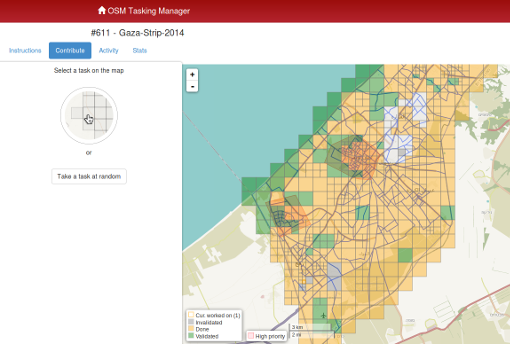 OSM Tasking Manager
#611 - Gaza-Strip-2014
Instructions
Contribute
Activity
Stats
Select a task on the map
or
Take a task at random
+
-
Cur. worked on (1)
Invalidated
Done
Validated
High priority
3 km
2 mi